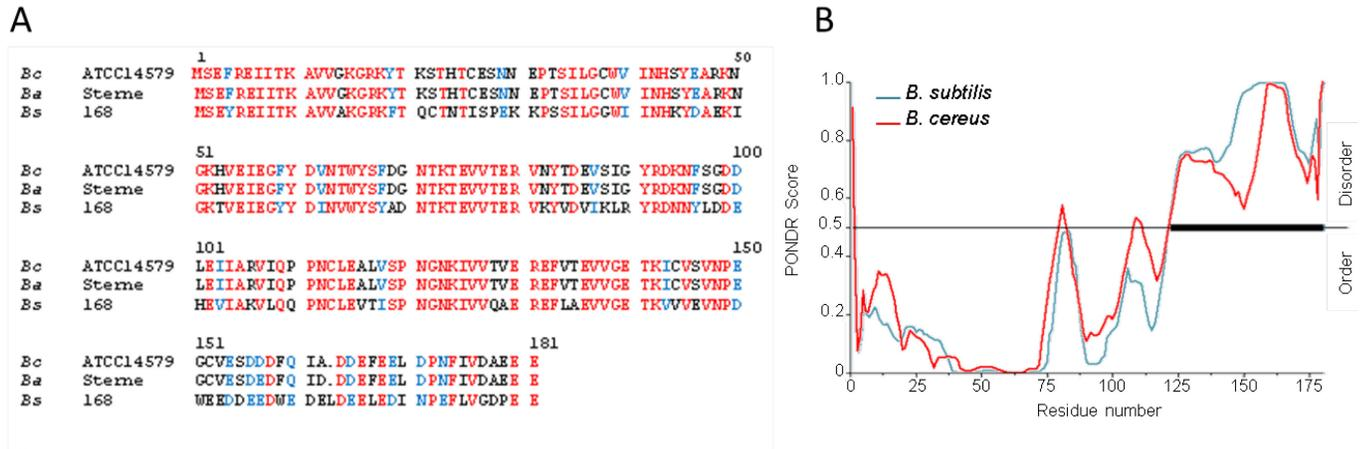 A
B
1 50
Bc ATCC14579 MSEFREIITK AVVGKGRKYT KSTHTCESNN EPTSILGCWV INHSYEARKN
Ba Sterne MSEFREIITK AVVGKGRKYT KSTHTCESNN EPTSILGCWV INHSYEARKN
Bs 168 MSEYREIITK AVVAKGRKFT QCTNTISPEK KPSSILGGWI INHKYDAEKI
51 100
Bc ATCC14579 GKHVEIEGFY DVNTWYSFDG NTKTEVVTER VNYTDEVSIG YRDKNFSGDD
Ba Sterne GKHVEIEGFY DVNTWYSFDG NTKTEVVTER VNYTDEVSIG YRDKNFSGDD
Bs 168 GKTVEIEGYY DINVWYSYAD NTKTEVVTER VKYVDVIKLR YRDNNYLDDE
101 150
Bc ATCC14579 LEIIARVIQP PNCLEALVSP NGNKIVVTVE REFVTEVVGE TKICVSVNPE
Ba Sterne LEIIARVIQP PNCLEALVSP NGNKIVVTVE REFVTEVVGE TKICVSVNPE
Bs 168 HEVIAKVLQQ PNCLEVTISP NGNKIVVQAE REFLAEVVGE TKVVVEVNPD
151 181
Bc ATCC14579 GCVESDDDFQ IA.DDEFEEL DPNFIVDAEE E
Ba Sterne GCVESDEDFQ ID.DDEFEEL DPNFIVDAEE E
Bs 168 WEEDDEEDWE DELDEELEDI NPEFLVGDPE E
B. subtilis
B. cereus
1.0
0.8
0.6
0.5
0.4
0.2
0
0 25 50 75 100 125 150 175
PONDR Score
Residue number
Disorder
Order